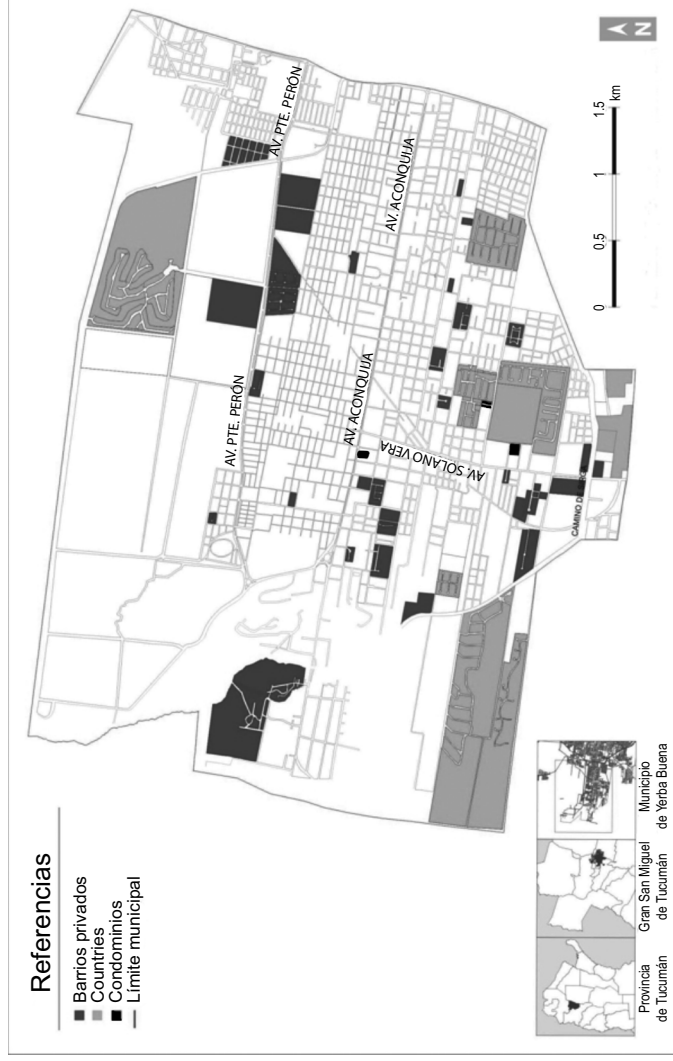 Referencias
Barrios privados
Countries
Condominios
Límite municipal
AV. PTE. PERÓN
AV. PTE. PERÓN
AV. ACONQUIJA
AV. ACONQUIJA
AV. SOLANO VERA
CAMINO DE
N
0
0.5
1
1.5
km
Provincia
de Tucumán
Gran San Miguel
de Tucumán
Municipio
de Yerba Buena